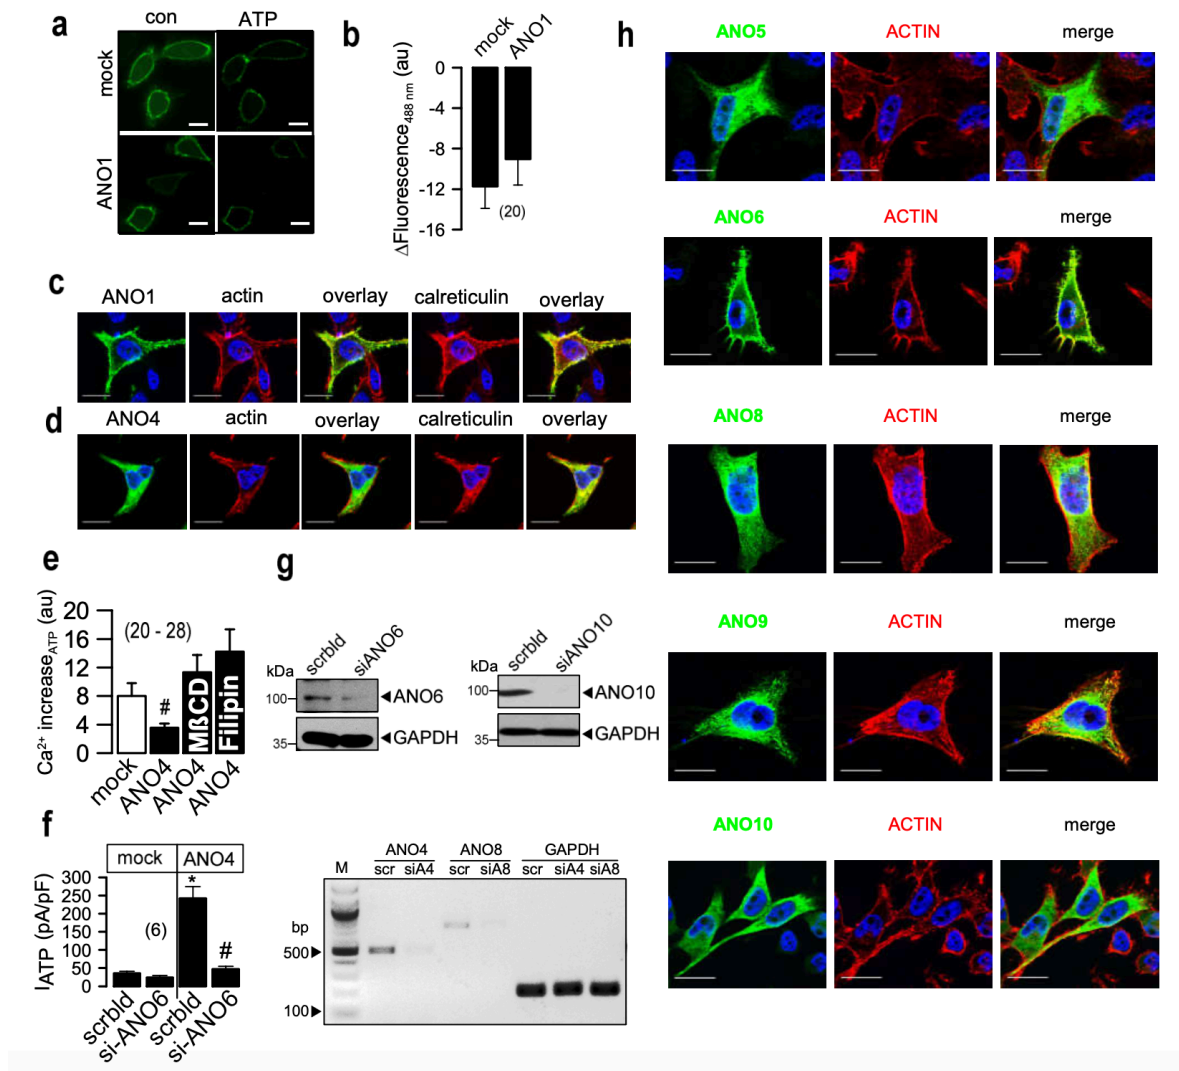 a
con ATP
mock
ANO1
b
mock ANO1
ΔFluorescence488 nm (au)
0
-4
-8
-12
-16
(20)
c
ANO1 actin overlay calreticulin overlay
d
ANO4 actin overlay calreticulin overlay
e
Ca2+ increaseATP (au)
20
16
12
8
4
0
(20 - 28)
#
MßCD
Filipin
mock ANO4 ANO4 ANO4
f
mock ANO4
IATP (pA/pF)
300
250
200
150
100
50
0
(6)
*
#
scrbld si-ANO6 scrbld si-ANO6
g
scrbld siANO6
kDa
100
ANO6
35
GAPDH
scrbld siANO10
kDa
100
ANO10
35
GAPDH
ANO4 ANO8 GAPDH
M scr siA4 scr siA8 scr siA4 siA8
bp
500
100
h
ANO5 ACTIN merge
ANO6 ACTIN merge
ANO8 ACTIN merge
ANO9 ACTIN merge
ANO10 ACTIN merge